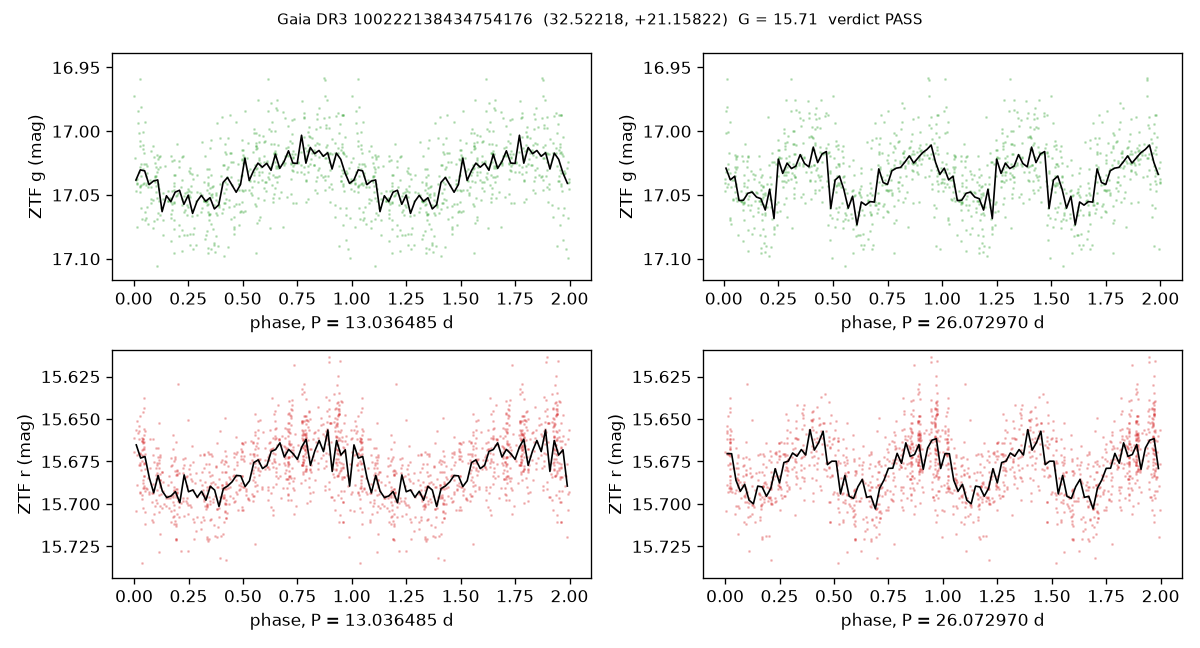 Gaia DR3 100222138434754176  (32.52218, +21.15822)  G = 15.71  verdict PASS
ZTF g (mag)
16.95
17.00
17.05
17.10
0.00 0.25 0.50 0.75 1.00 1.25 1.50 1.75 2.00
phase, P = 13.036485 d
ZTF g (mag)
16.95
17.00
17.05
17.10
0.00 0.25 0.50 0.75 1.00 1.25 1.50 1.75 2.00
phase, P = 26.072970 d
ZTF r (mag)
15.625
15.650
15.675
15.700
15.725
0.00 0.25 0.50 0.75 1.00 1.25 1.50 1.75 2.00
phase, P = 13.036485 d
ZTF r (mag)
15.625
15.650
15.675
15.700
15.725
0.00 0.25 0.50 0.75 1.00 1.25 1.50 1.75 2.00
phase, P = 26.072970 d